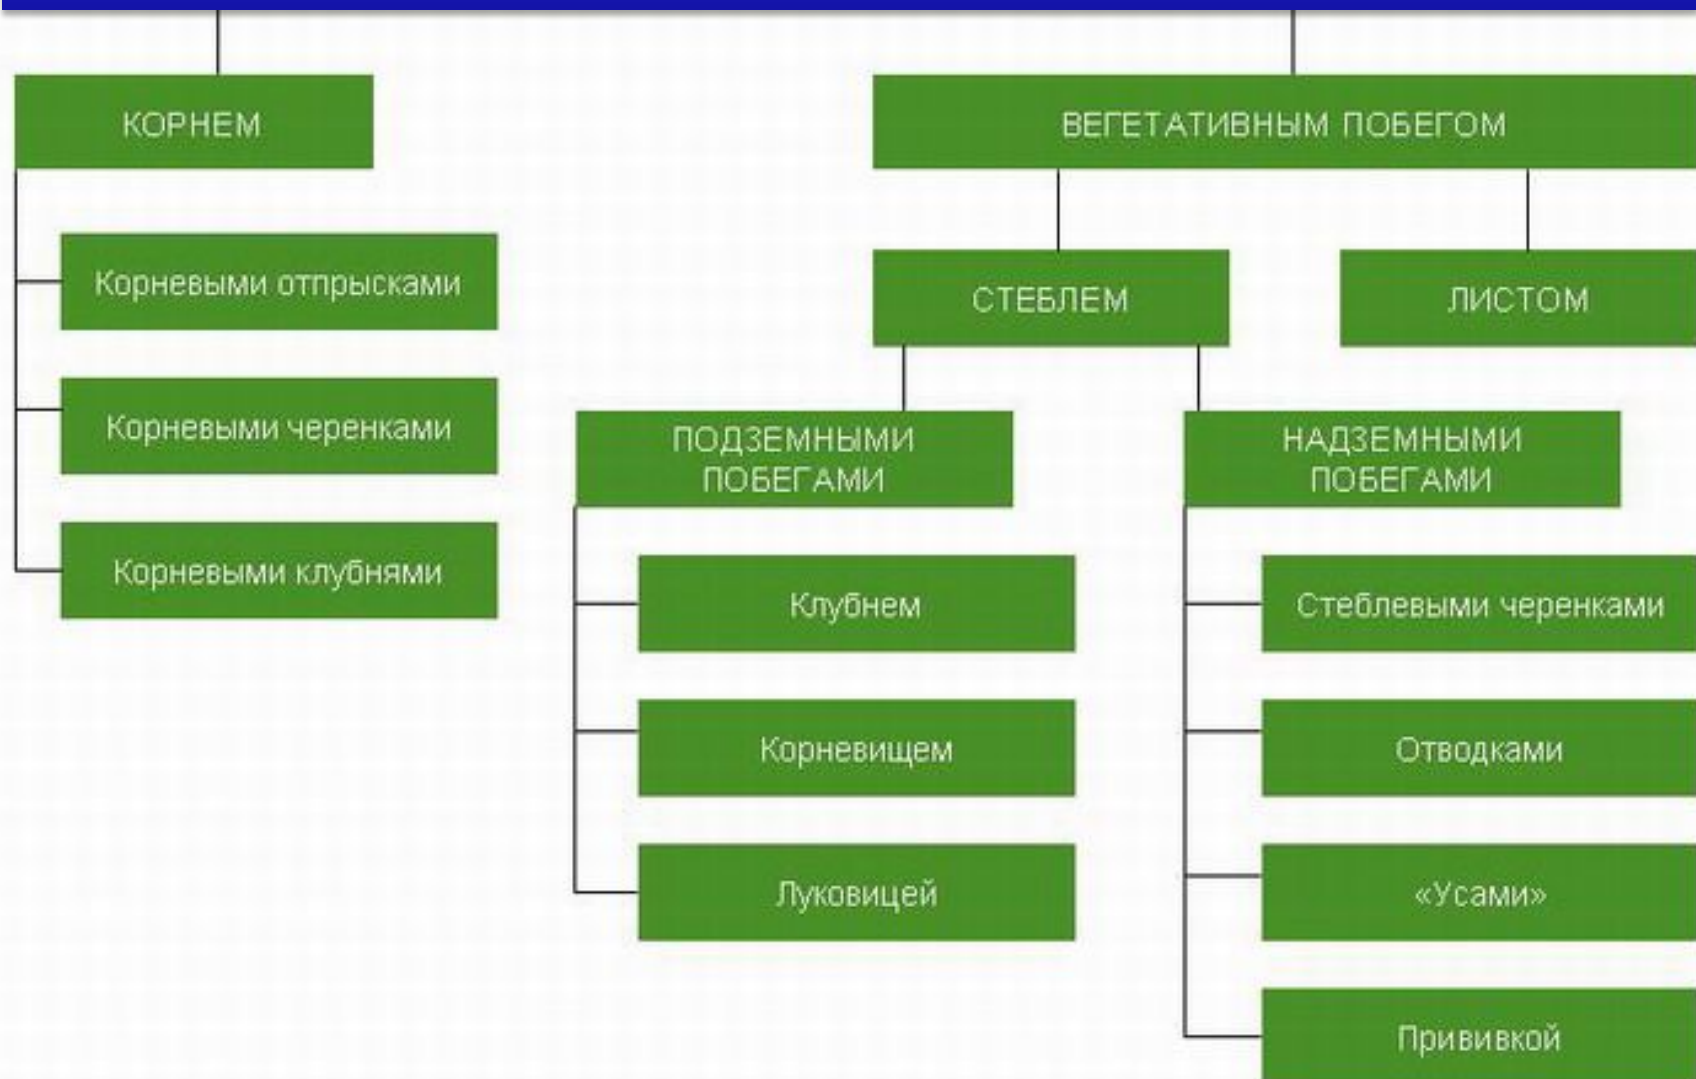 КОРНЕМ
Корневыми отпрысками
Корневыми черенками
Корневыми клубнями
ВЕГЕТАТИВНЫМ ПОБЕГОМ
СТЕБЛЕМ
ЛИСТОМ
ПОДЗЕМНЫМИ
ПОБЕГАМИ
Клубнем
Корневищем
Луковицей
НАДЗЕМНЫМИ
ПОБЕГАМИ
Стеблевыми черенками
Отводками
«Усами»
Прививкой